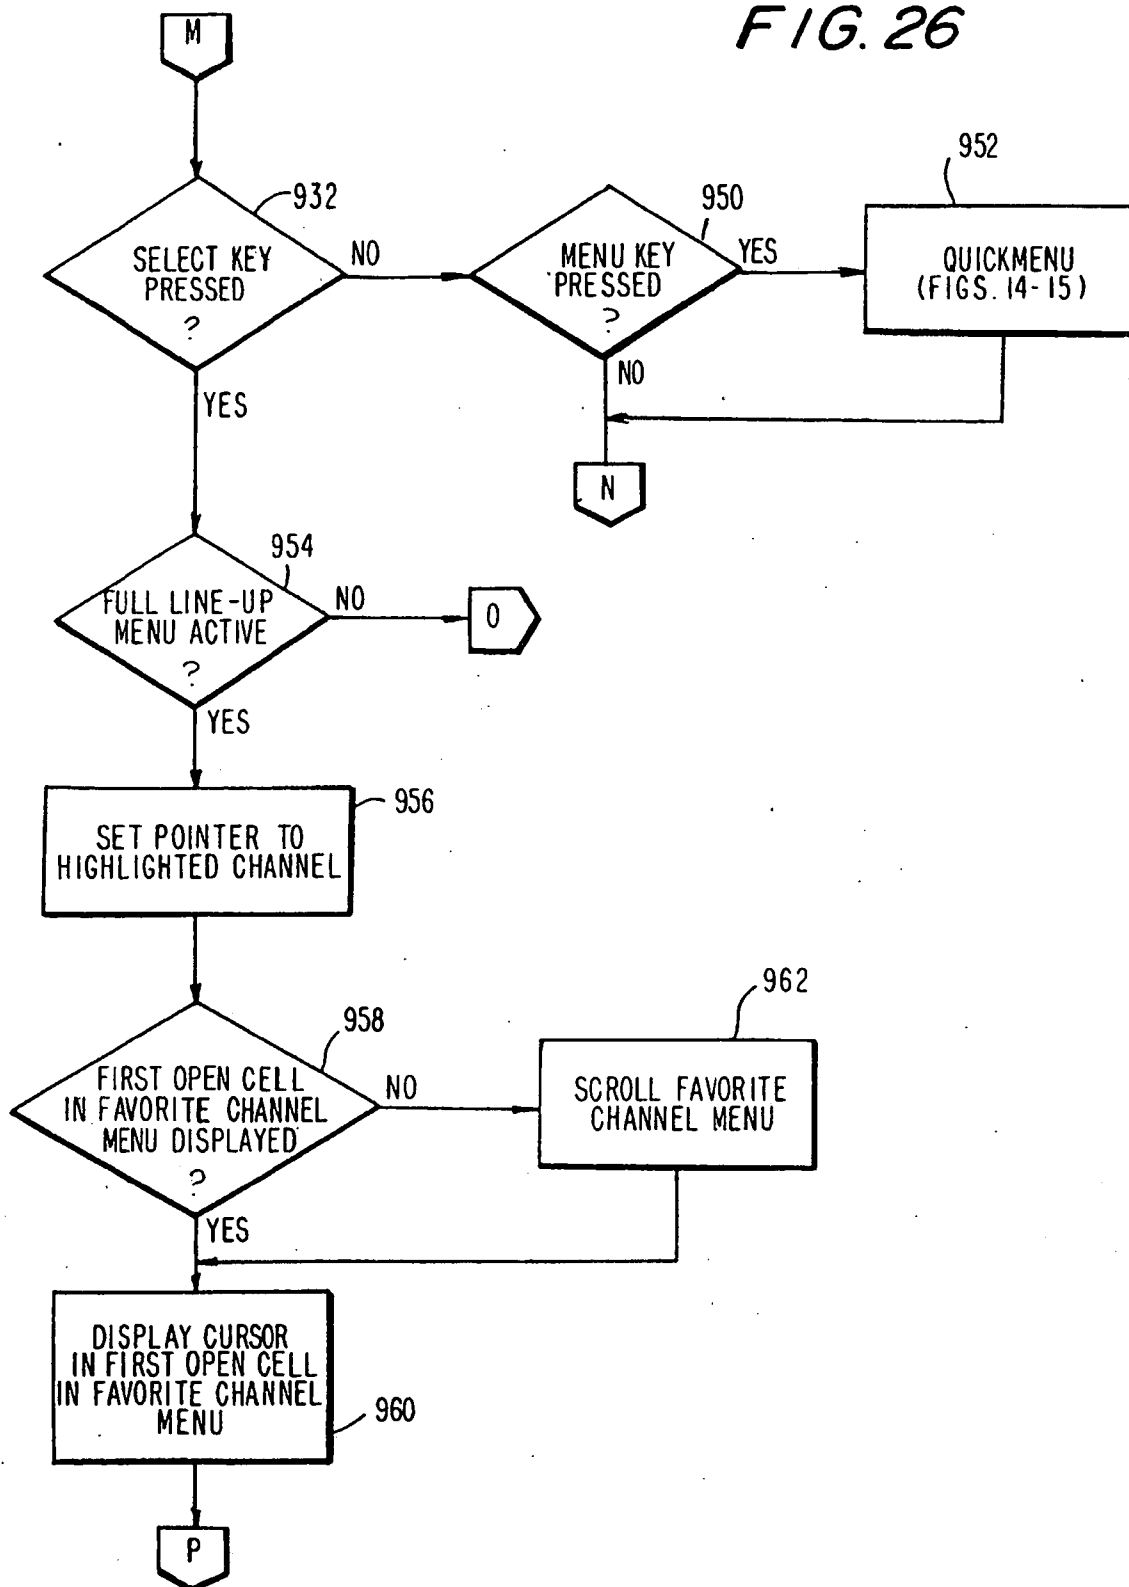 FIG. 26
M
932
SELECT KEY
PRESSED
?
NO
YES
950
MENU KEY
PRESSED
?
YES
NO
952
QUICKMENU
(FIGS. 14-15)
N
954
FULL LINE-UP
MENU ACTIVE
?
NO
O
YES
956
SET POINTER TO
HIGHLIGHTED CHANNEL
958
FIRST OPEN CELL
IN FAVORITE CHANNEL
MENU DISPLAYED
?
NO
962
SCROLL FAVORITE
CHANNEL MENU
YES
DISPLAY CURSOR
IN FIRST OPEN CELL
IN FAVORITE CHANNEL
MENU
960
P